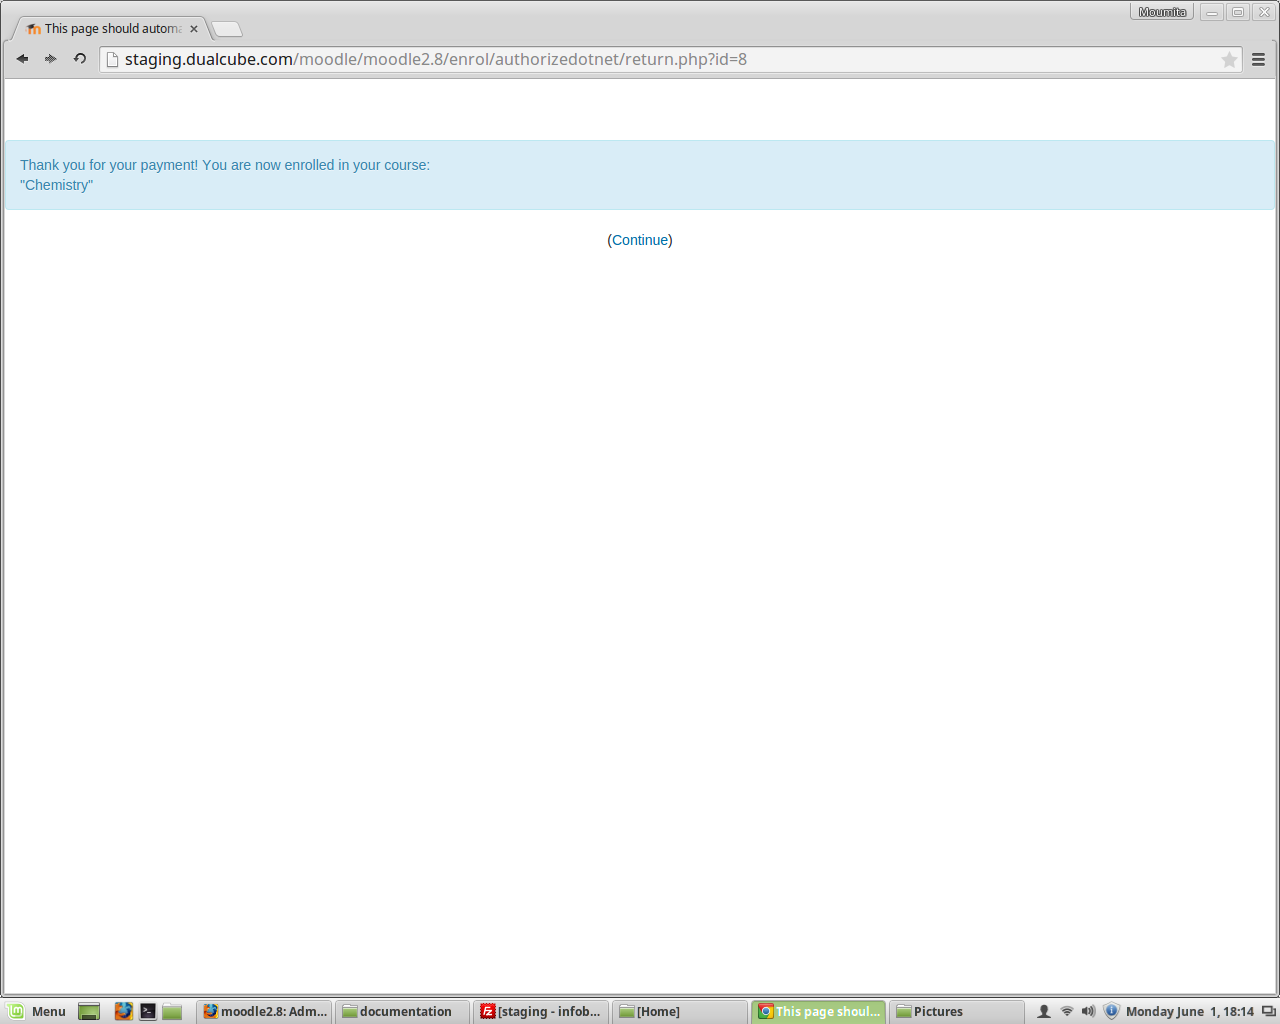 Moumita
This page should automa
staging.dualcube.com/moodle/moodle2.8/enrol/authorizedotnet/return.php?id=8
Thank you for your payment! You are now enrolled in your course:
"Chemistry"
(Continue)
Menu
moodle2.8: Adm...
documentation
[staging - infob...
[Home]
This page shoul...
Pictures
Monday June 1, 18:14